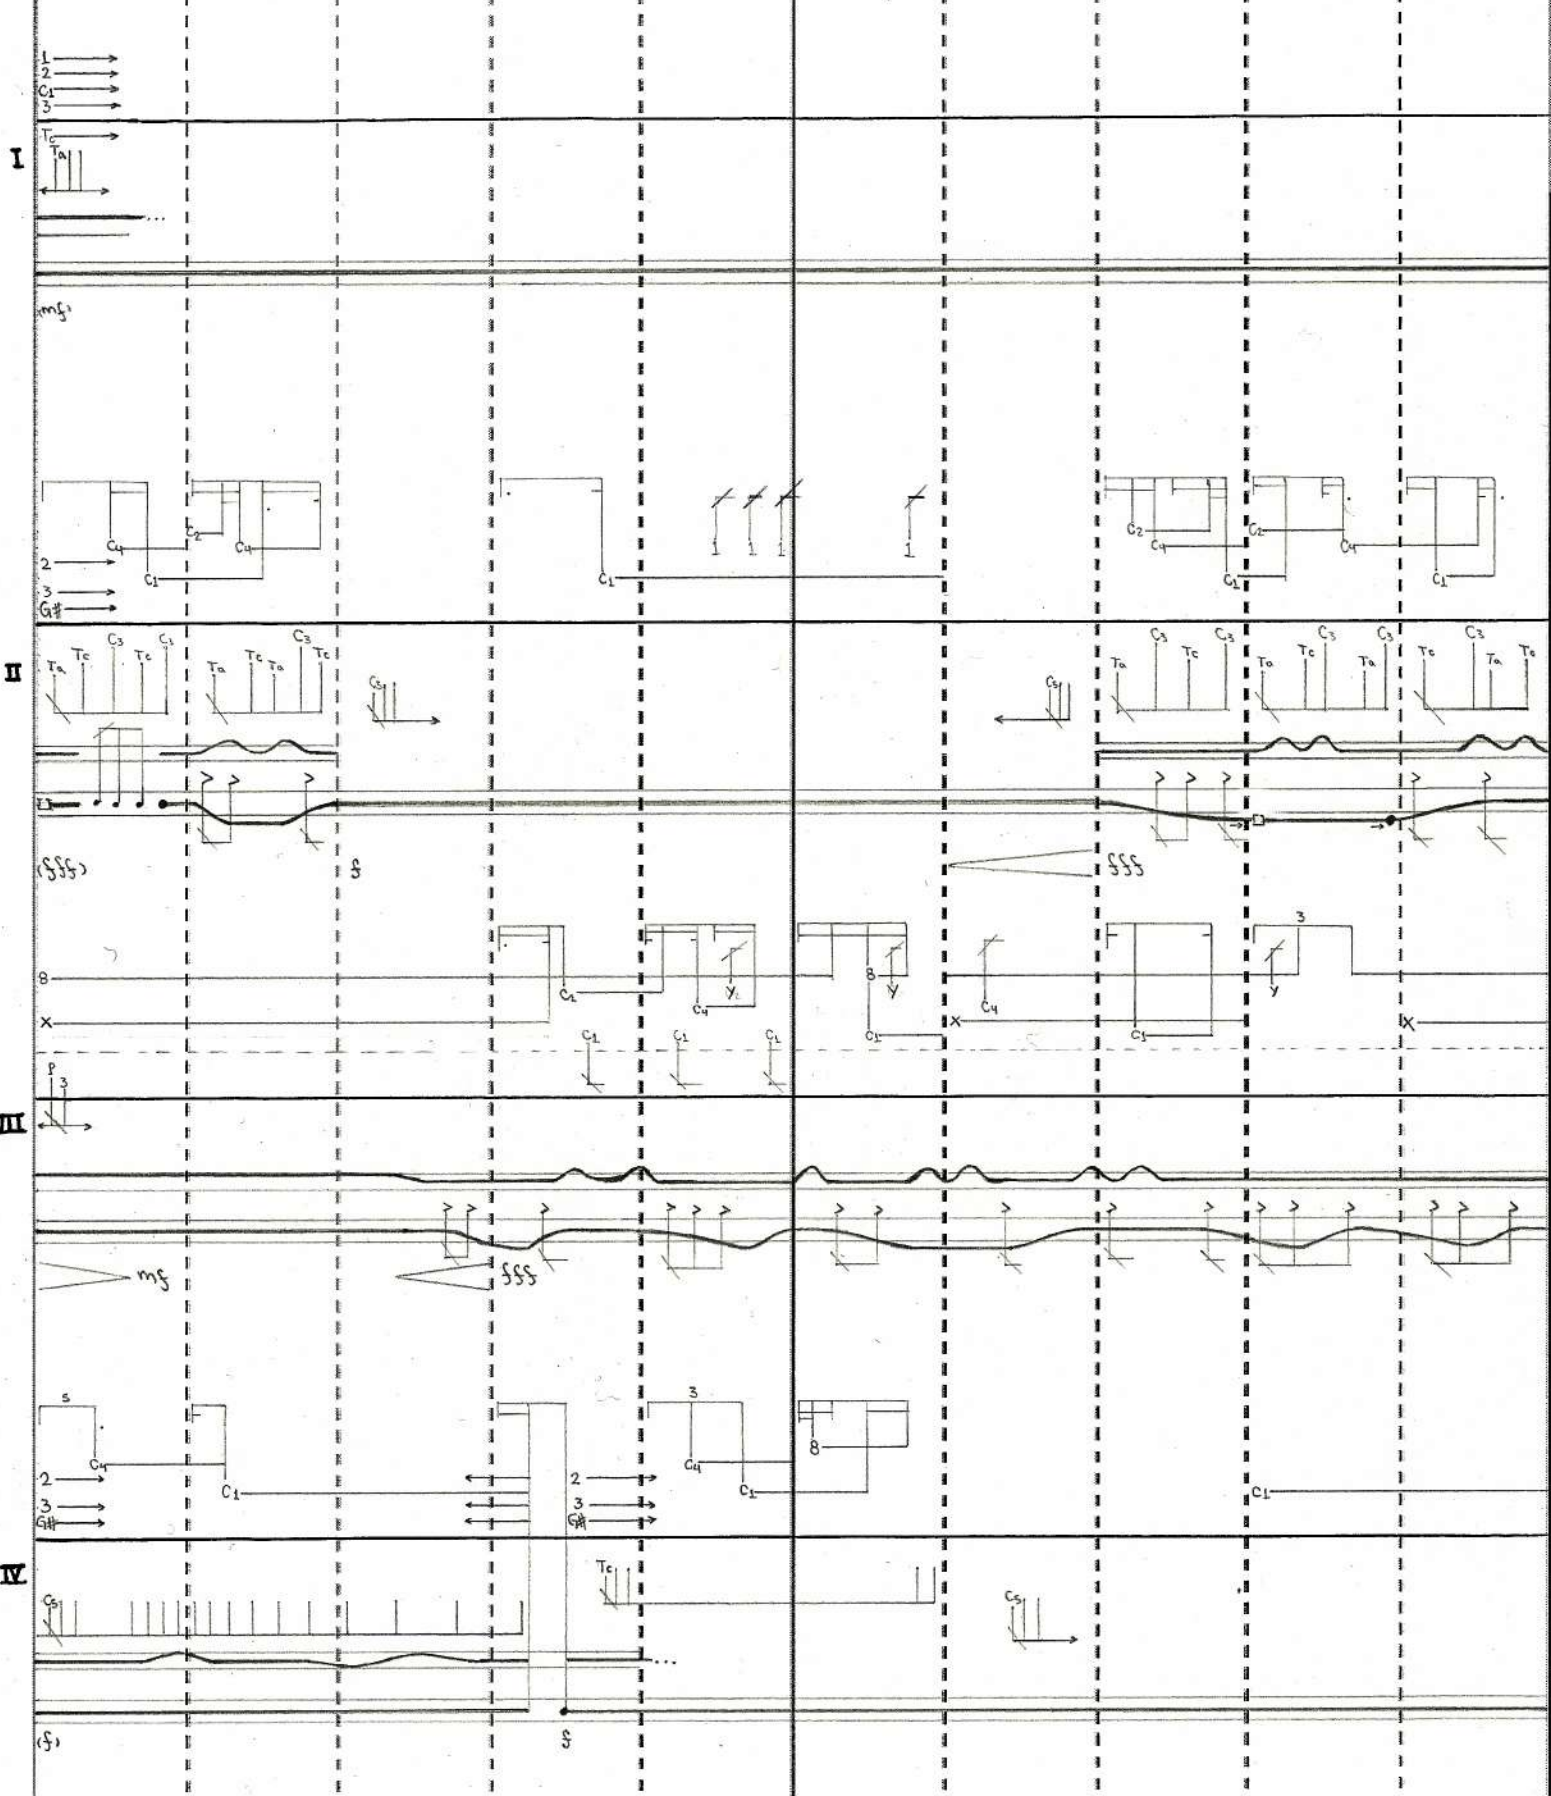 1
2
C1
3
I
Tc
Ta
...
(mf)
C4 C2 C4
2
C1 C1 1 1 1 1
C2 C4 C1 C2 C4 C1
3
G#
II
Ta Tc C3 Tc C3 Ta Tc Ta C3 Tc
C5 C5
Ta C3 Tc C3 Ta Tc C3 Ta C3 Tc C3 Ta Tc
> > > > > > > >
(fff) f fff
3
8 C2 C4 Y 8 Y C4 Y
X C1 X C1 X
C1 C1 C1
P 3
III
> > > > > > > > > > > > > > > > >
mf fff
5 3
C4 C4 8
2 2
C1 C1 C1
3 3
G# G#
IV
Tc
C5 C5
...
(f) f